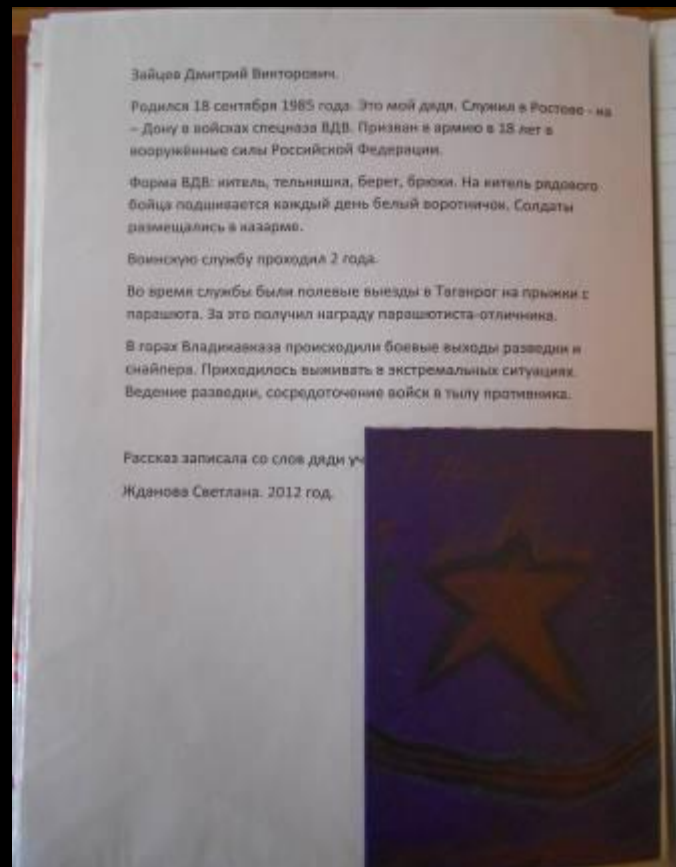 Зайцев Дмитрий Викторович.
Родился 18 сентября 1985 года. Это мой дядя. Служил в Ростове - на
– Дону в войсках спецназа ВДВ. Призван в армию в 18 лет в
вооружённые силы Российской Федерации.
Форма ВДВ: китель, тельняшка, берет, брюки. На китель рядового
бойца подшивается каждый день белый воротничок. Солдаты
размещались в казарме.
Воинскую службу проходил 2 года.
Во время службы были полевые выезды в Таганрог на прыжки с
парашюта. За это получил награду парашютиста-отличника.
В горах Владикавказа происходили боевые выходы разведки и
снайпера. Приходилось выживать в экстремальных ситуациях.
Ведение разведки, сосредоточение войск в тылу противника.
Рассказ записала со слов дяди уч
Жданова Светлана. 2012 год.